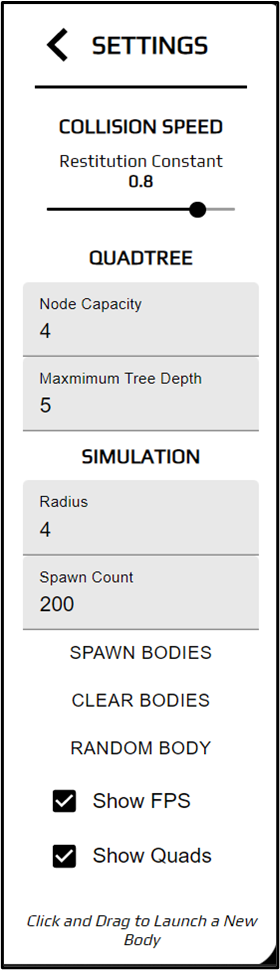 SETTINGS
COLLISION SPEED
Restitution Constant
0.8
QUADTREE
Node Capacity
4
Maxmimum Tree Depth
5
SIMULATION
Radius
4
Spawn Count
200
SPAWN BODIES
CLEAR BODIES
RANDOM BODY
Show FPS
Show Quads
Click and Drag to Launch a New
Body